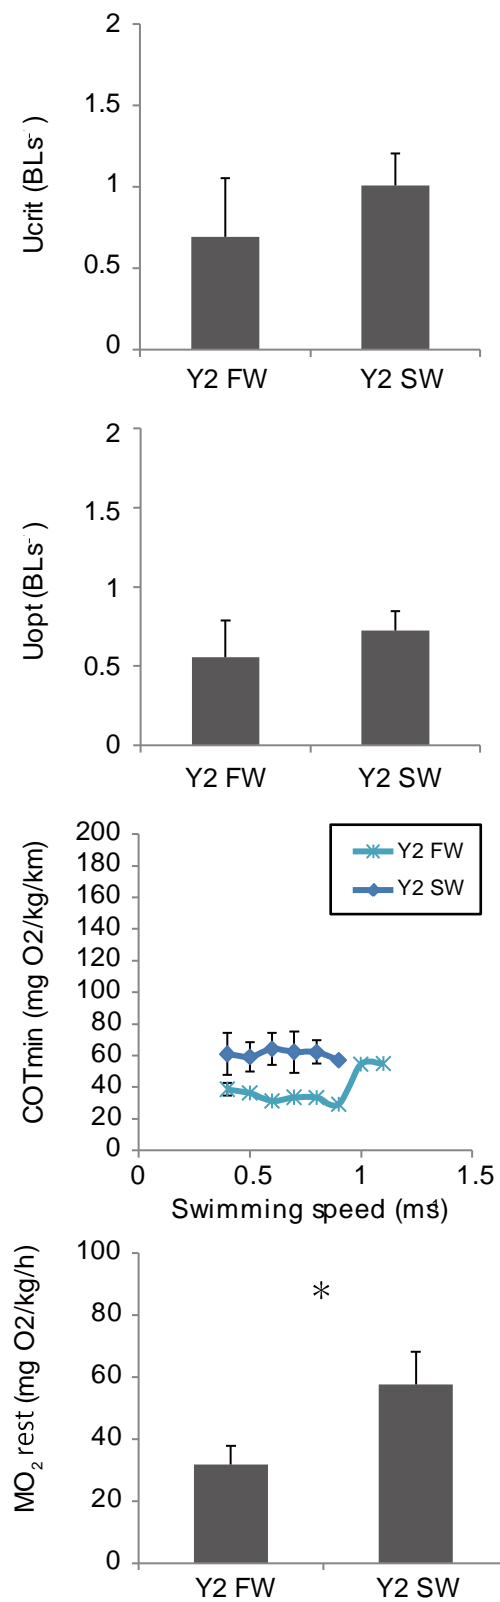 2
1.5
1
0.5
0
Ucrit (BLs-)
Y2 FW
Y2 SW
2
1.5
1
0.5
0
Uopt (BLs-)
Y2 FW
Y2 SW
200
180
160
140
120
100
80
60
40
20
0
COTmin (mg O2/kg/km)
Y2 FW
Y2 SW
0
0.5
1
1.5
Swimming speed (ms
100
80
60
40
20
0
MO2 rest (mg O2/kg/h)
*
Y2 FW
Y2 SW